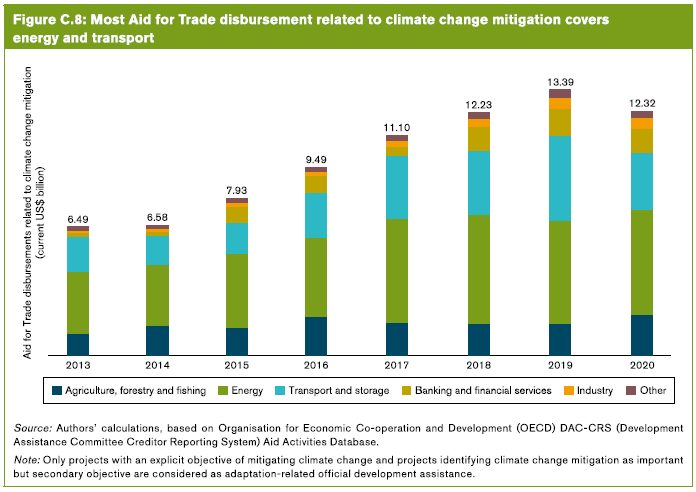 Figure C.8: Most Aid for Trade disbursement related to climate change mitigation covers
energy and transport
Aid for Trade disbursements related to climate change mitigation
(current US$ billion)
6.49
6.58
7.93
9.49
11.10
12.23
13.39
12.32
2013
2014
2015
2016
2017
2018
2019
2020
Agriculture, forestry and fishing
Energy
Transport and storage
Banking and financial services
Industry
Other
Source: Authors' calculations, based on Organisation for Economic Co-operation and Development (OECD) DAC-CRS (Development
Assistance Committee Creditor Reporting System) Aid Activities Database.
Note: Only projects with an explicit objective of mitigating climate change and projects identifying climate change mitigation as important
but secondary objective are considered as adaptation-related official development assistance.